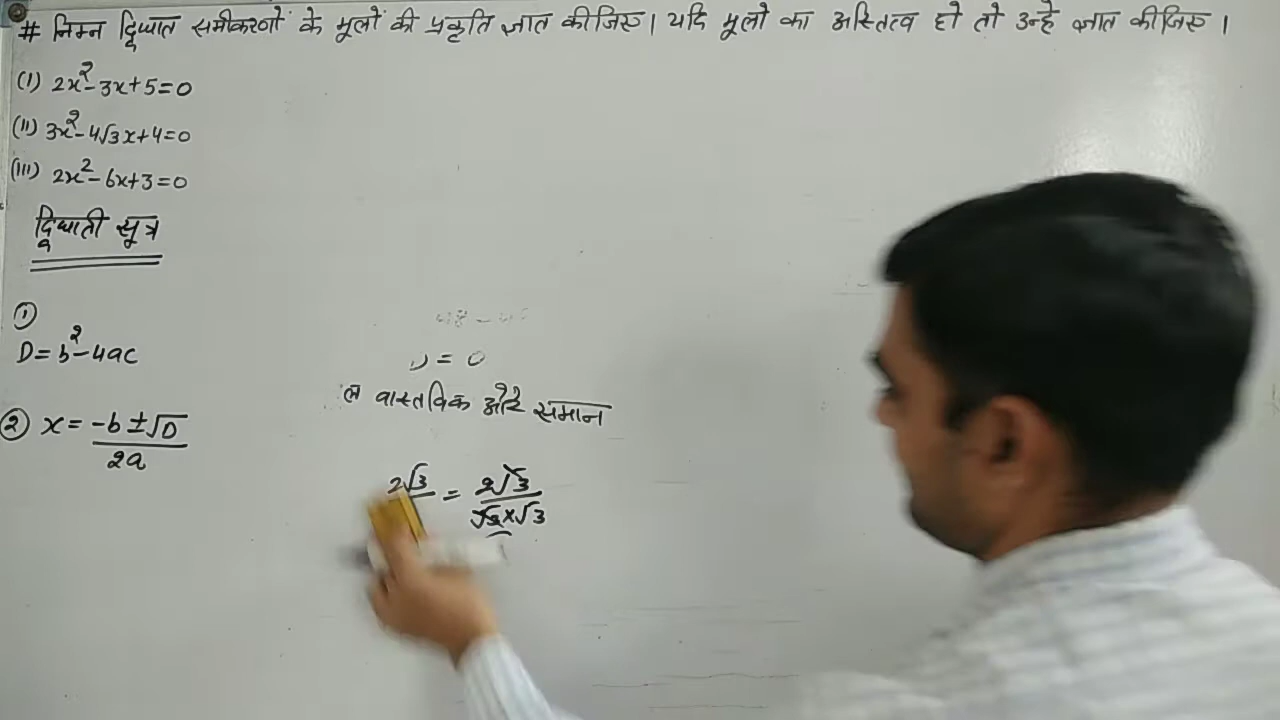 # निम्न द्विघात समीकरणों के मूलों की प्रकृति ज्ञात कीजिए। यदि मूलो का अस्तित्व हो तो उन्हे ज्ञात कीजिए।
(I) 2x²-3x+5=0
(II) 3x²-4√3x+4=0
(III) 2x²-6x+3=0
द्विघाती सूत्र
① D=b²-4ac
② x = (-b±√D)/2a
D = 0
वास्तविक और समान
2√3 = 2√3/(√3×√3)